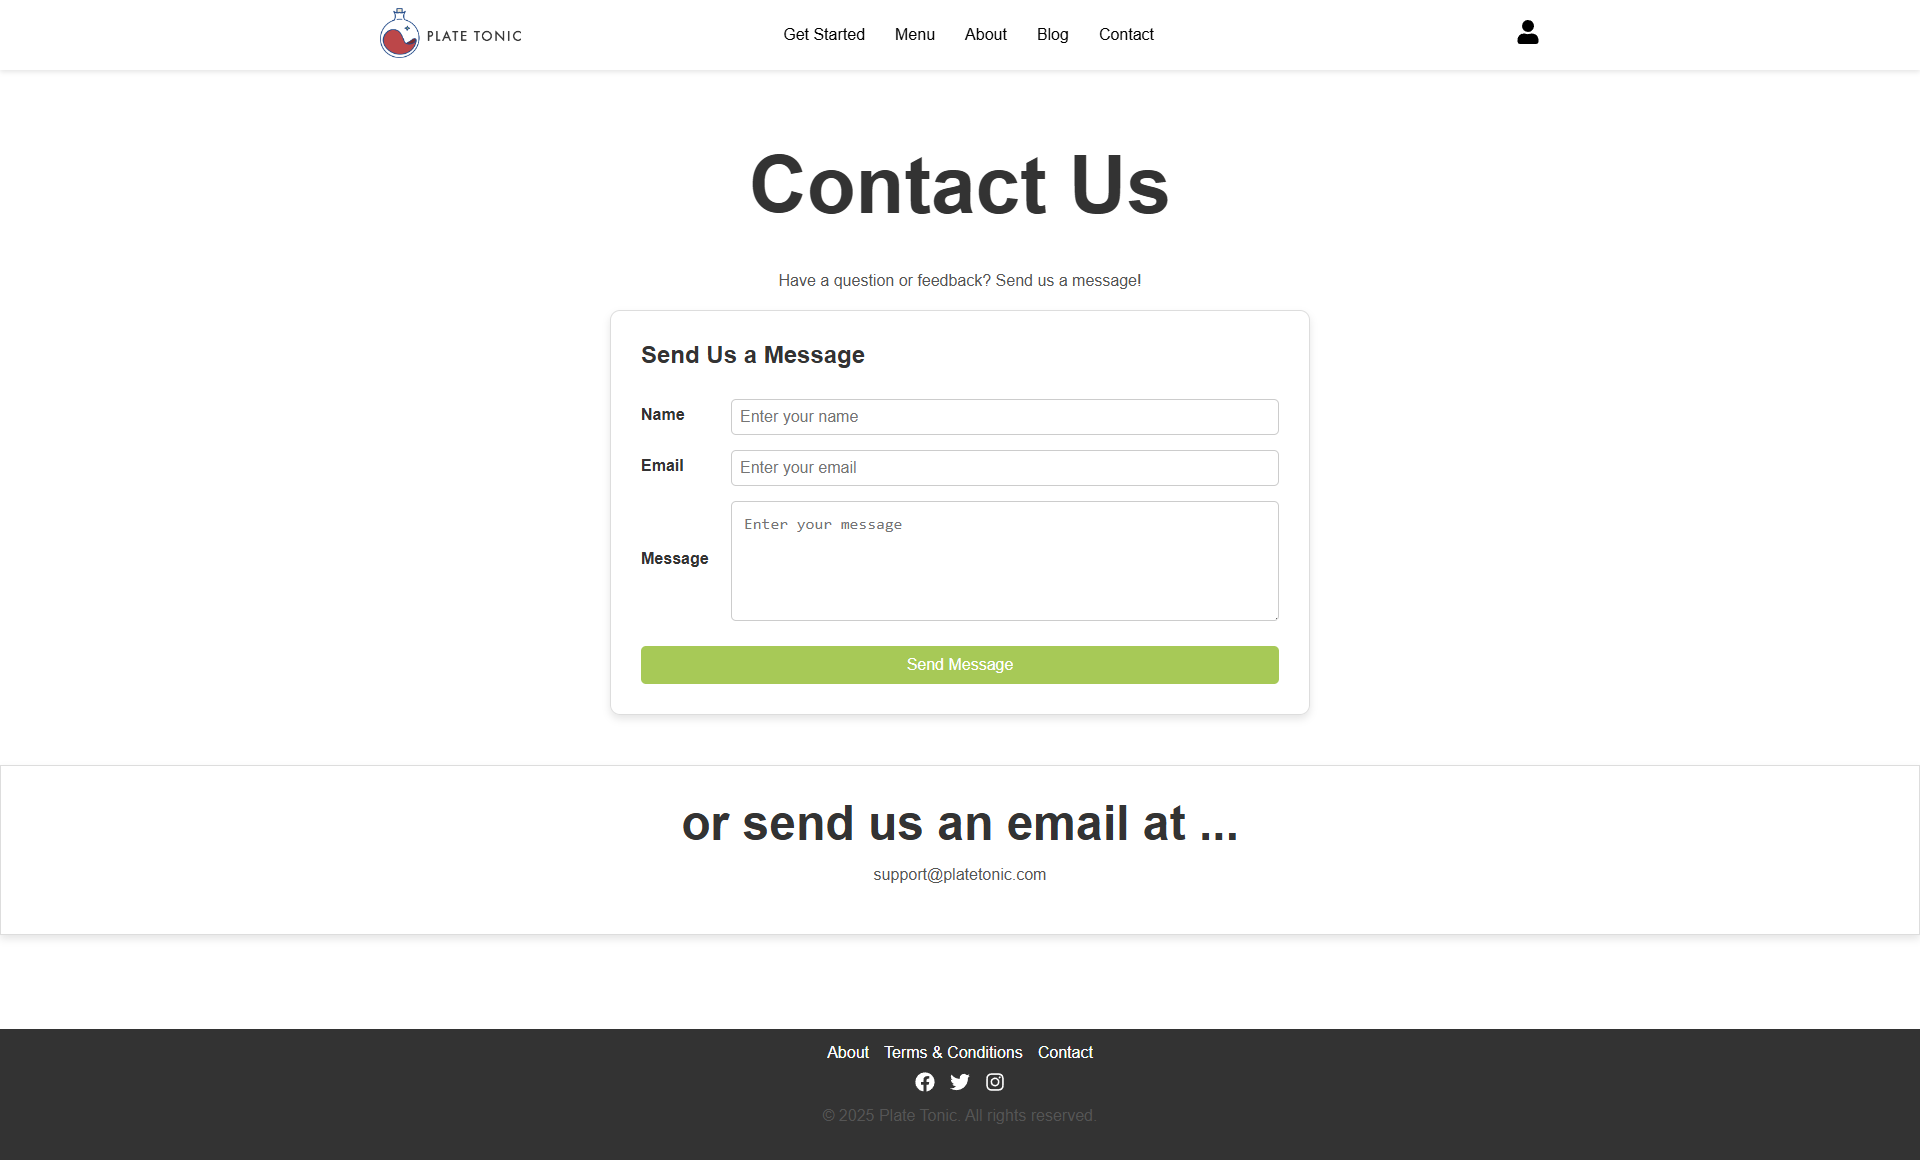 PLATE TONIC
Get Started Menu About Blog Contact
Contact Us
Have a question or feedback? Send us a message!
Send Us a Message
Name Enter your name
Email Enter your email
Message Enter your message
Send Message
or send us an email at ...
support@platetonic.com
About Terms & Conditions Contact
© 2025 Plate Tonic. All rights reserved.